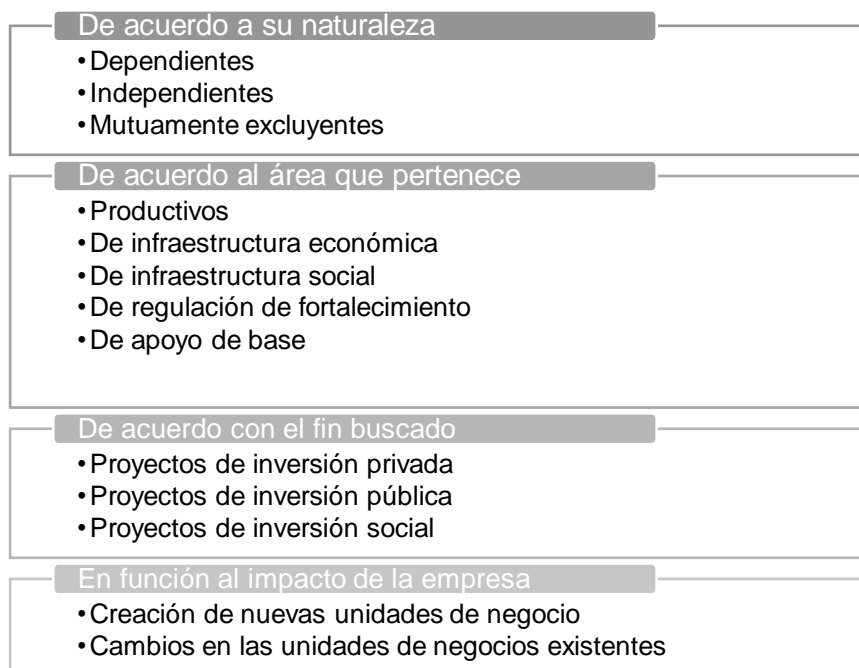 De acuerdo a su naturaleza
•Dependientes
•Independientes
•Mutuamente excluyentes
De acuerdo al área que pertenece
•Productivos
•De infraestructura económica
•De infraestructura social
•De regulación de fortalecimiento
•De apoyo de base
De acuerdo con el fin buscado
•Proyectos de inversión privada
•Proyectos de inversión pública
•Proyectos de inversión social
En función al impacto de la empresa
•Creación de nuevas unidades de negocio
•Cambios en las unidades de negocios existentes